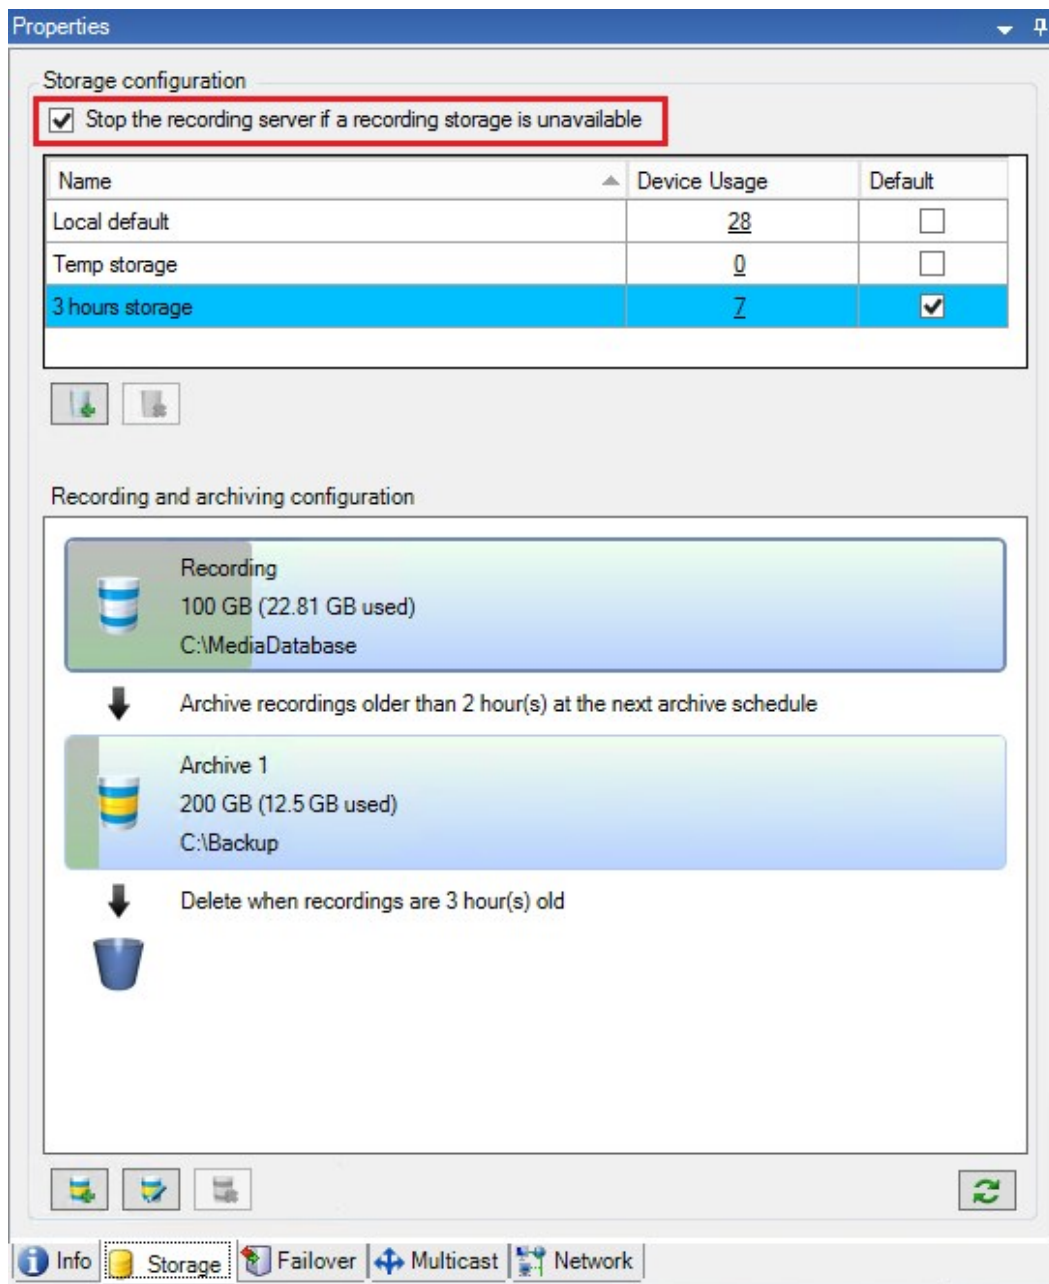 Properties
Storage configuration
Stop the recording server if a recording storage is unavailable
Name Device Usage Default
Local default 28
Temp storage 0
3 hours storage 7
Recording and archiving configuration
Recording
100 GB (22.81 GB used)
C:\MediaDatabase
Archive recordings older than 2 hour(s) at the next archive schedule
Archive 1
200 GB (12.5 GB used)
C:\Backup
Delete when recordings are 3 hour(s) old
Info Storage Failover Multicast Network